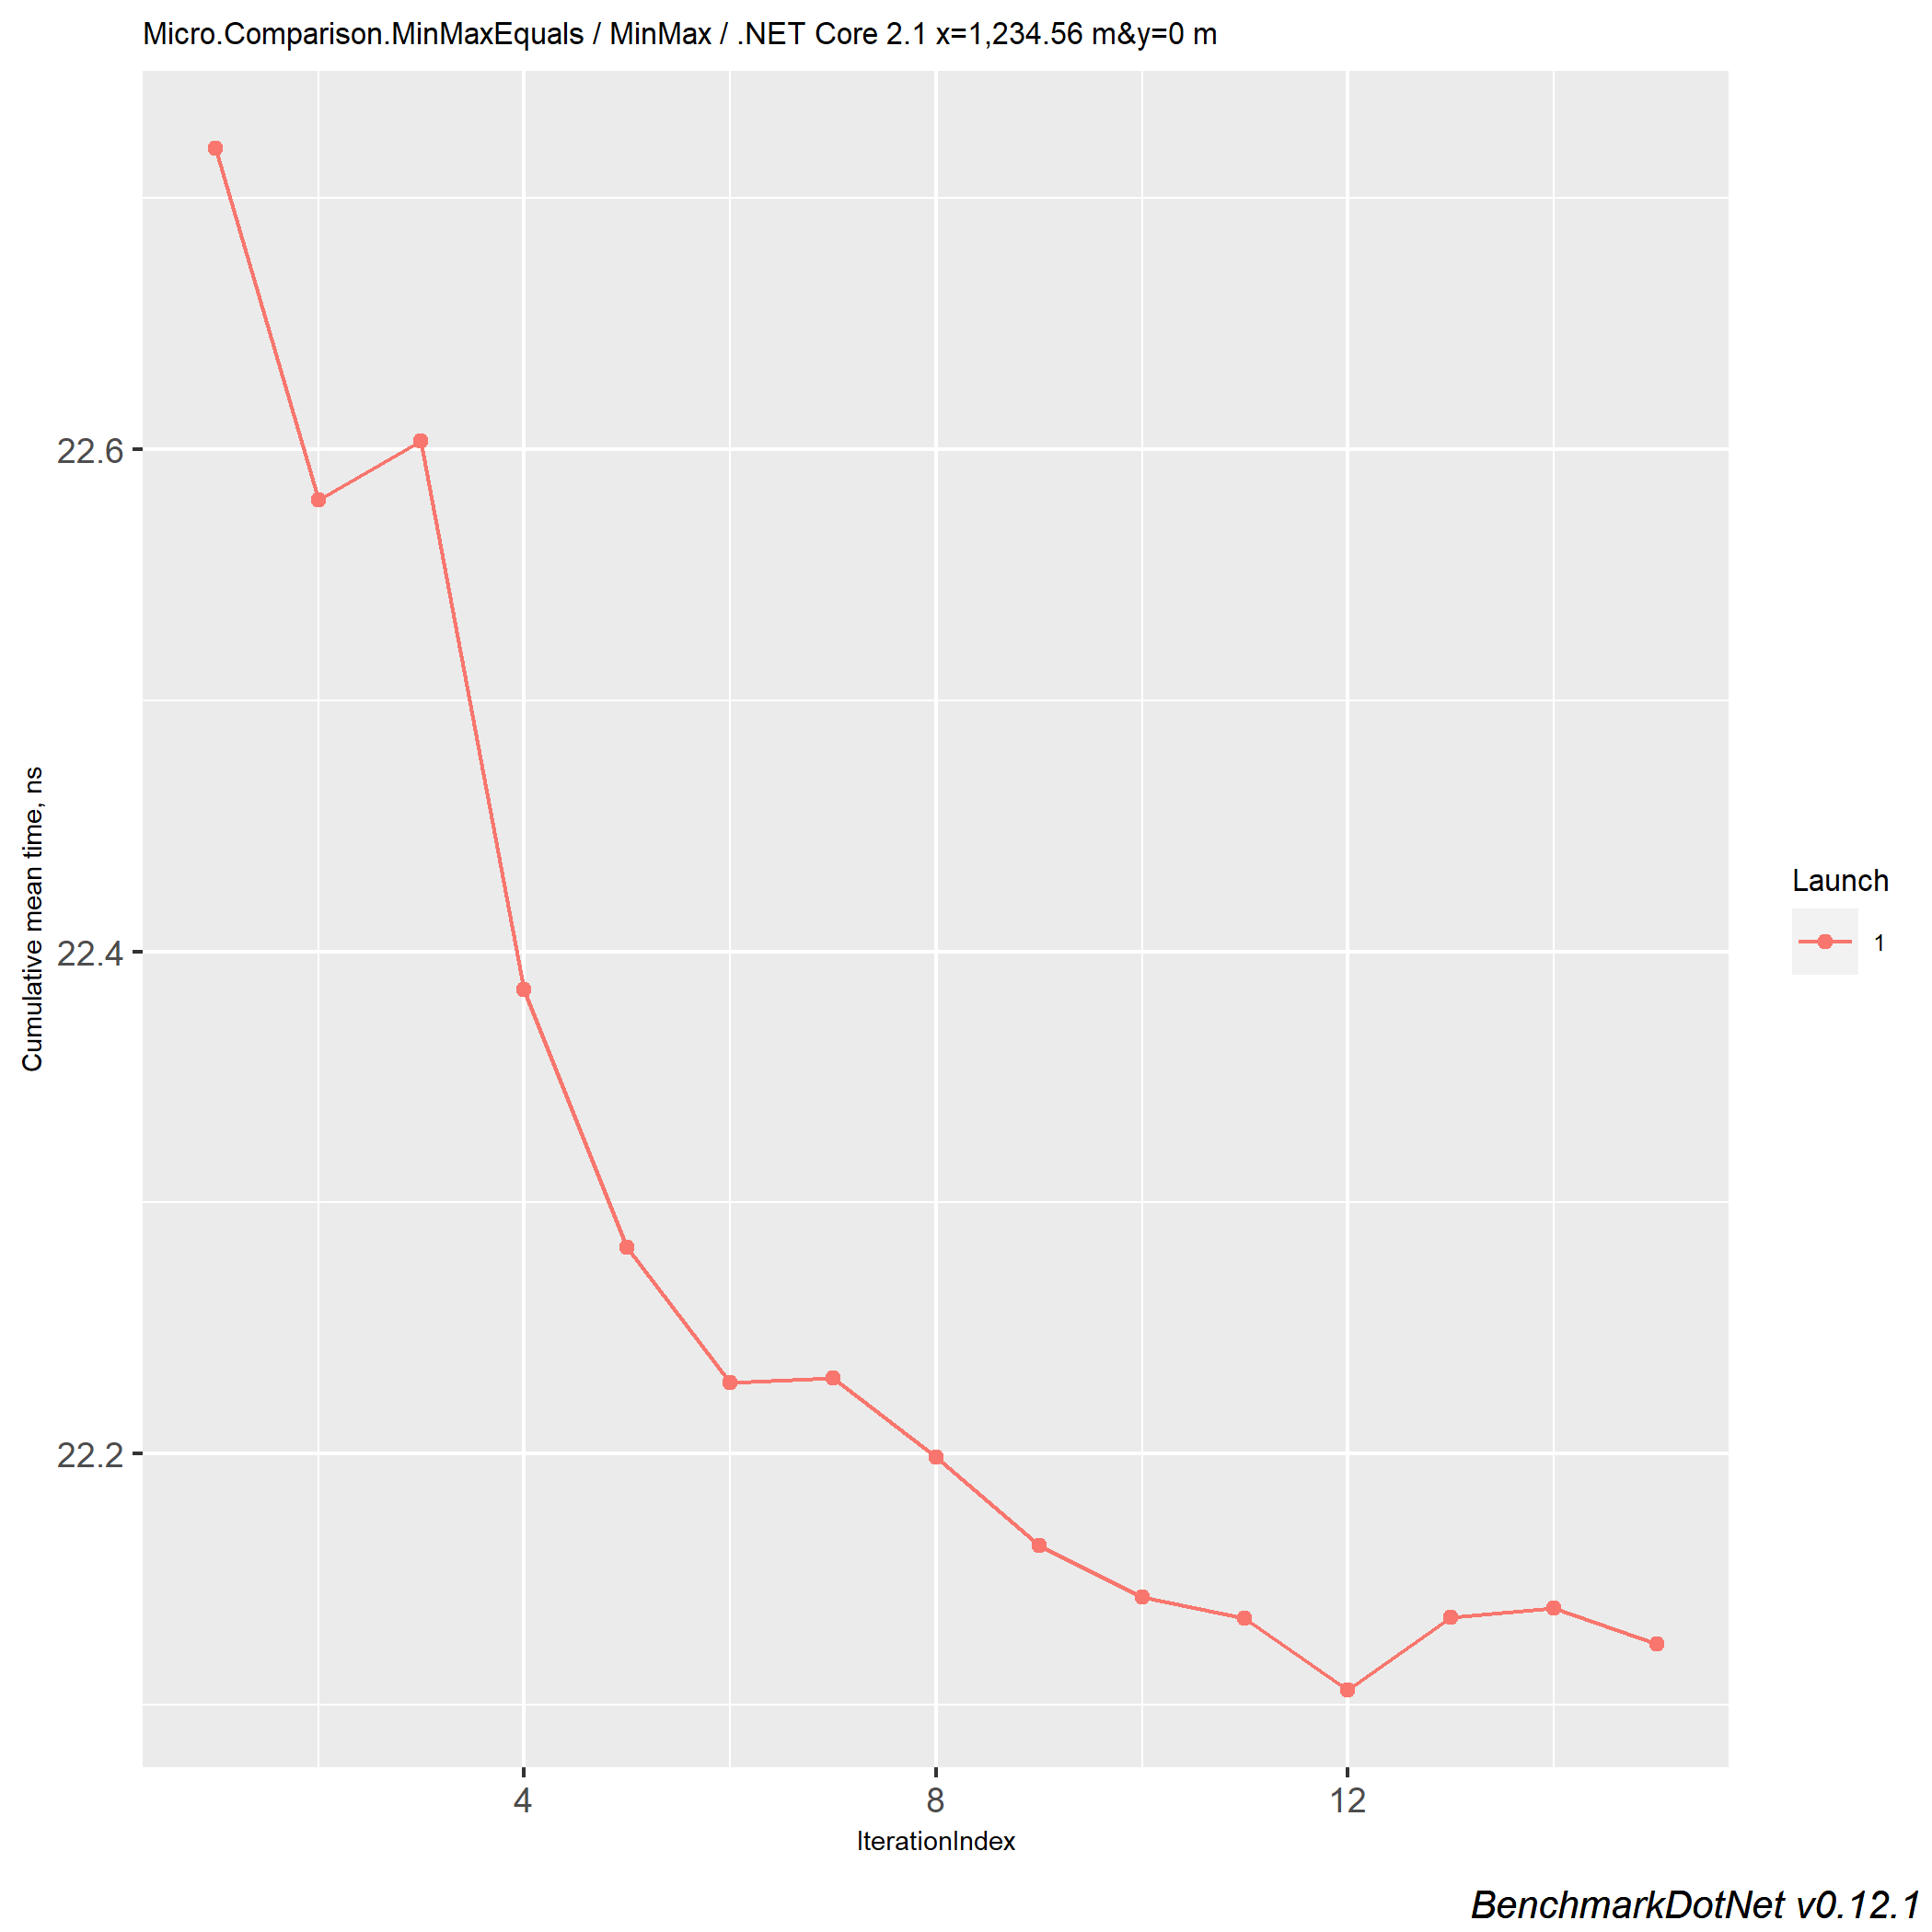 Micro.Comparison.MinMaxEquals / MinMax / .NET Core 2.1 x=1,234.56 m&y=0 m
22.6
22.4
22.2
Cumulative mean time, ns
4
8
12
IterationIndex
Launch
1
BenchmarkDotNet v0.12.1